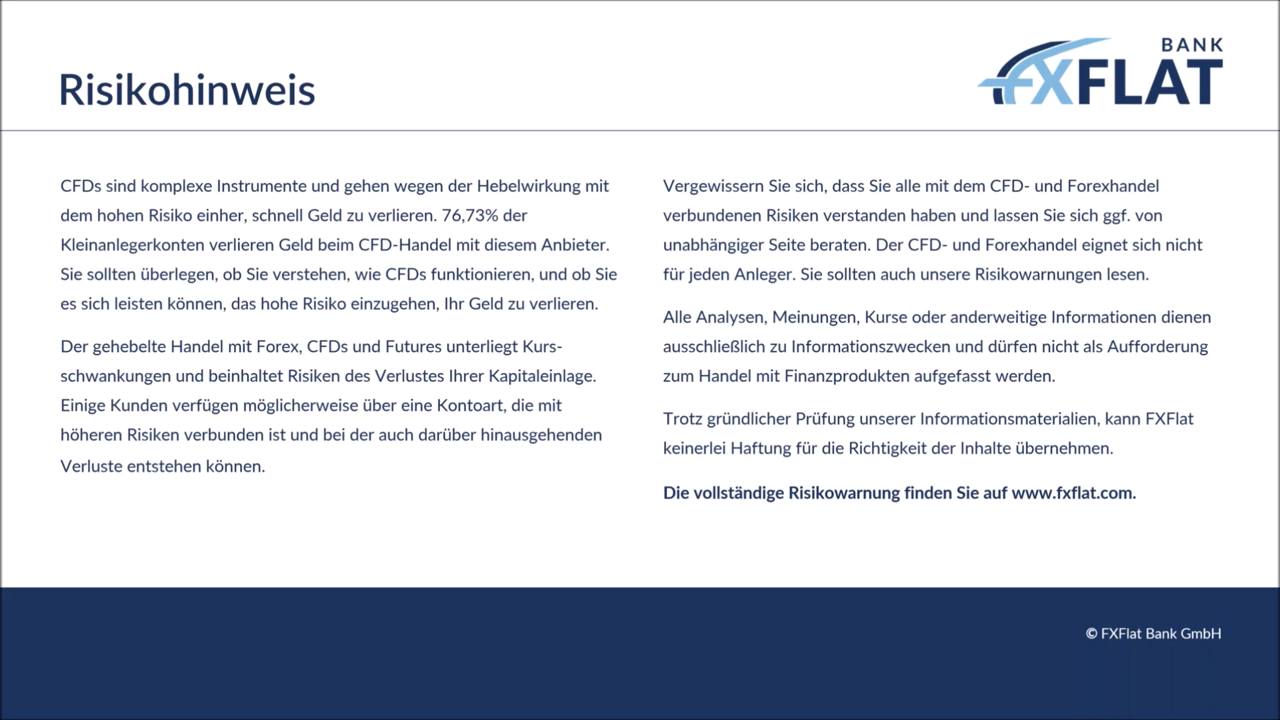 Risikohinweis
BANK
FXFLAT
CFDs sind komplexe Instrumente und gehen wegen der Hebelwirkung mit
dem hohen Risiko einher, schnell Geld zu verlieren. 76,73% der
Kleinanlegerkonten verlieren Geld beim CFD-Handel mit diesem Anbieter.
Sie sollten überlegen, ob Sie verstehen, wie CFDs funktionieren, und ob Sie
es sich leisten können, das hohe Risiko einzugehen, Ihr Geld zu verlieren.
Der gehebelte Handel mit Forex, CFDs und Futures unterliegt Kurs-
schwankungen und beinhaltet Risiken des Verlustes Ihrer Kapitaleinlage.
Einige Kunden verfügen möglicherweise über eine Kontoart, die mit
höheren Risiken verbunden ist und bei der auch darüber hinausgehenden
Verluste entstehen können.
Vergewissern Sie sich, dass Sie alle mit dem CFD- und Forexhandel
verbundenen Risiken verstanden haben und lassen Sie sich ggf. von
unabhängiger Seite beraten. Der CFD- und Forexhandel eignet sich nicht
für jeden Anleger. Sie sollten auch unsere Risikowarnungen lesen.
Alle Analysen, Meinungen, Kurse oder anderweitige Informationen dienen
ausschließlich zu Informationszwecken und dürfen nicht als Aufforderung
zum Handel mit Finanzprodukten aufgefasst werden.
Trotz gründlicher Prüfung unserer Informationsmaterialien, kann FXFlat
keinerlei Haftung für die Richtigkeit der Inhalte übernehmen.
Die vollständige Risikowarnung finden Sie auf www.fxflat.com.
© FXFlat Bank GmbH